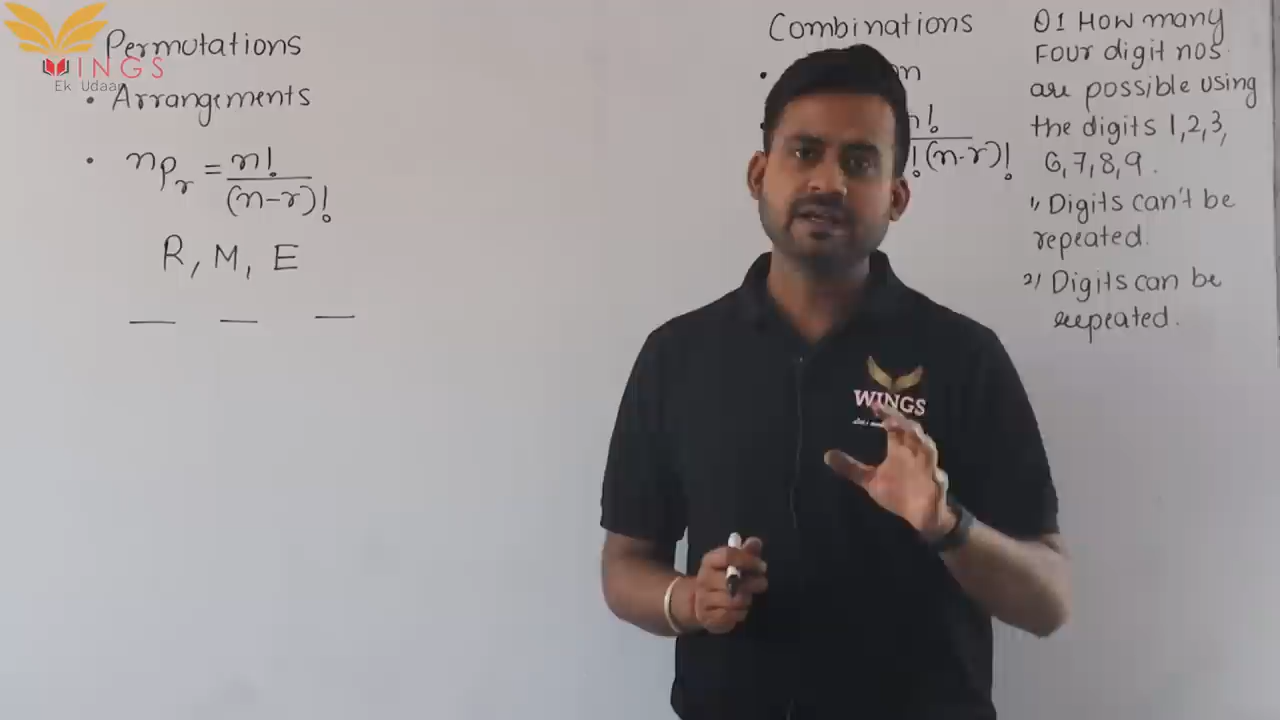 Permutations
WINGS
Ek Udaan
• Arrangements
• nPr = n!
(n-r)!
R, M, E
Combinations
n!
!(n-r)!
Q1 How many
Four digit nos.
are possible using
the digits 1,2,3,
6,7,8,9.
1) Digits can't be
repeated.
2) Digits can be
repeated.
WINGS